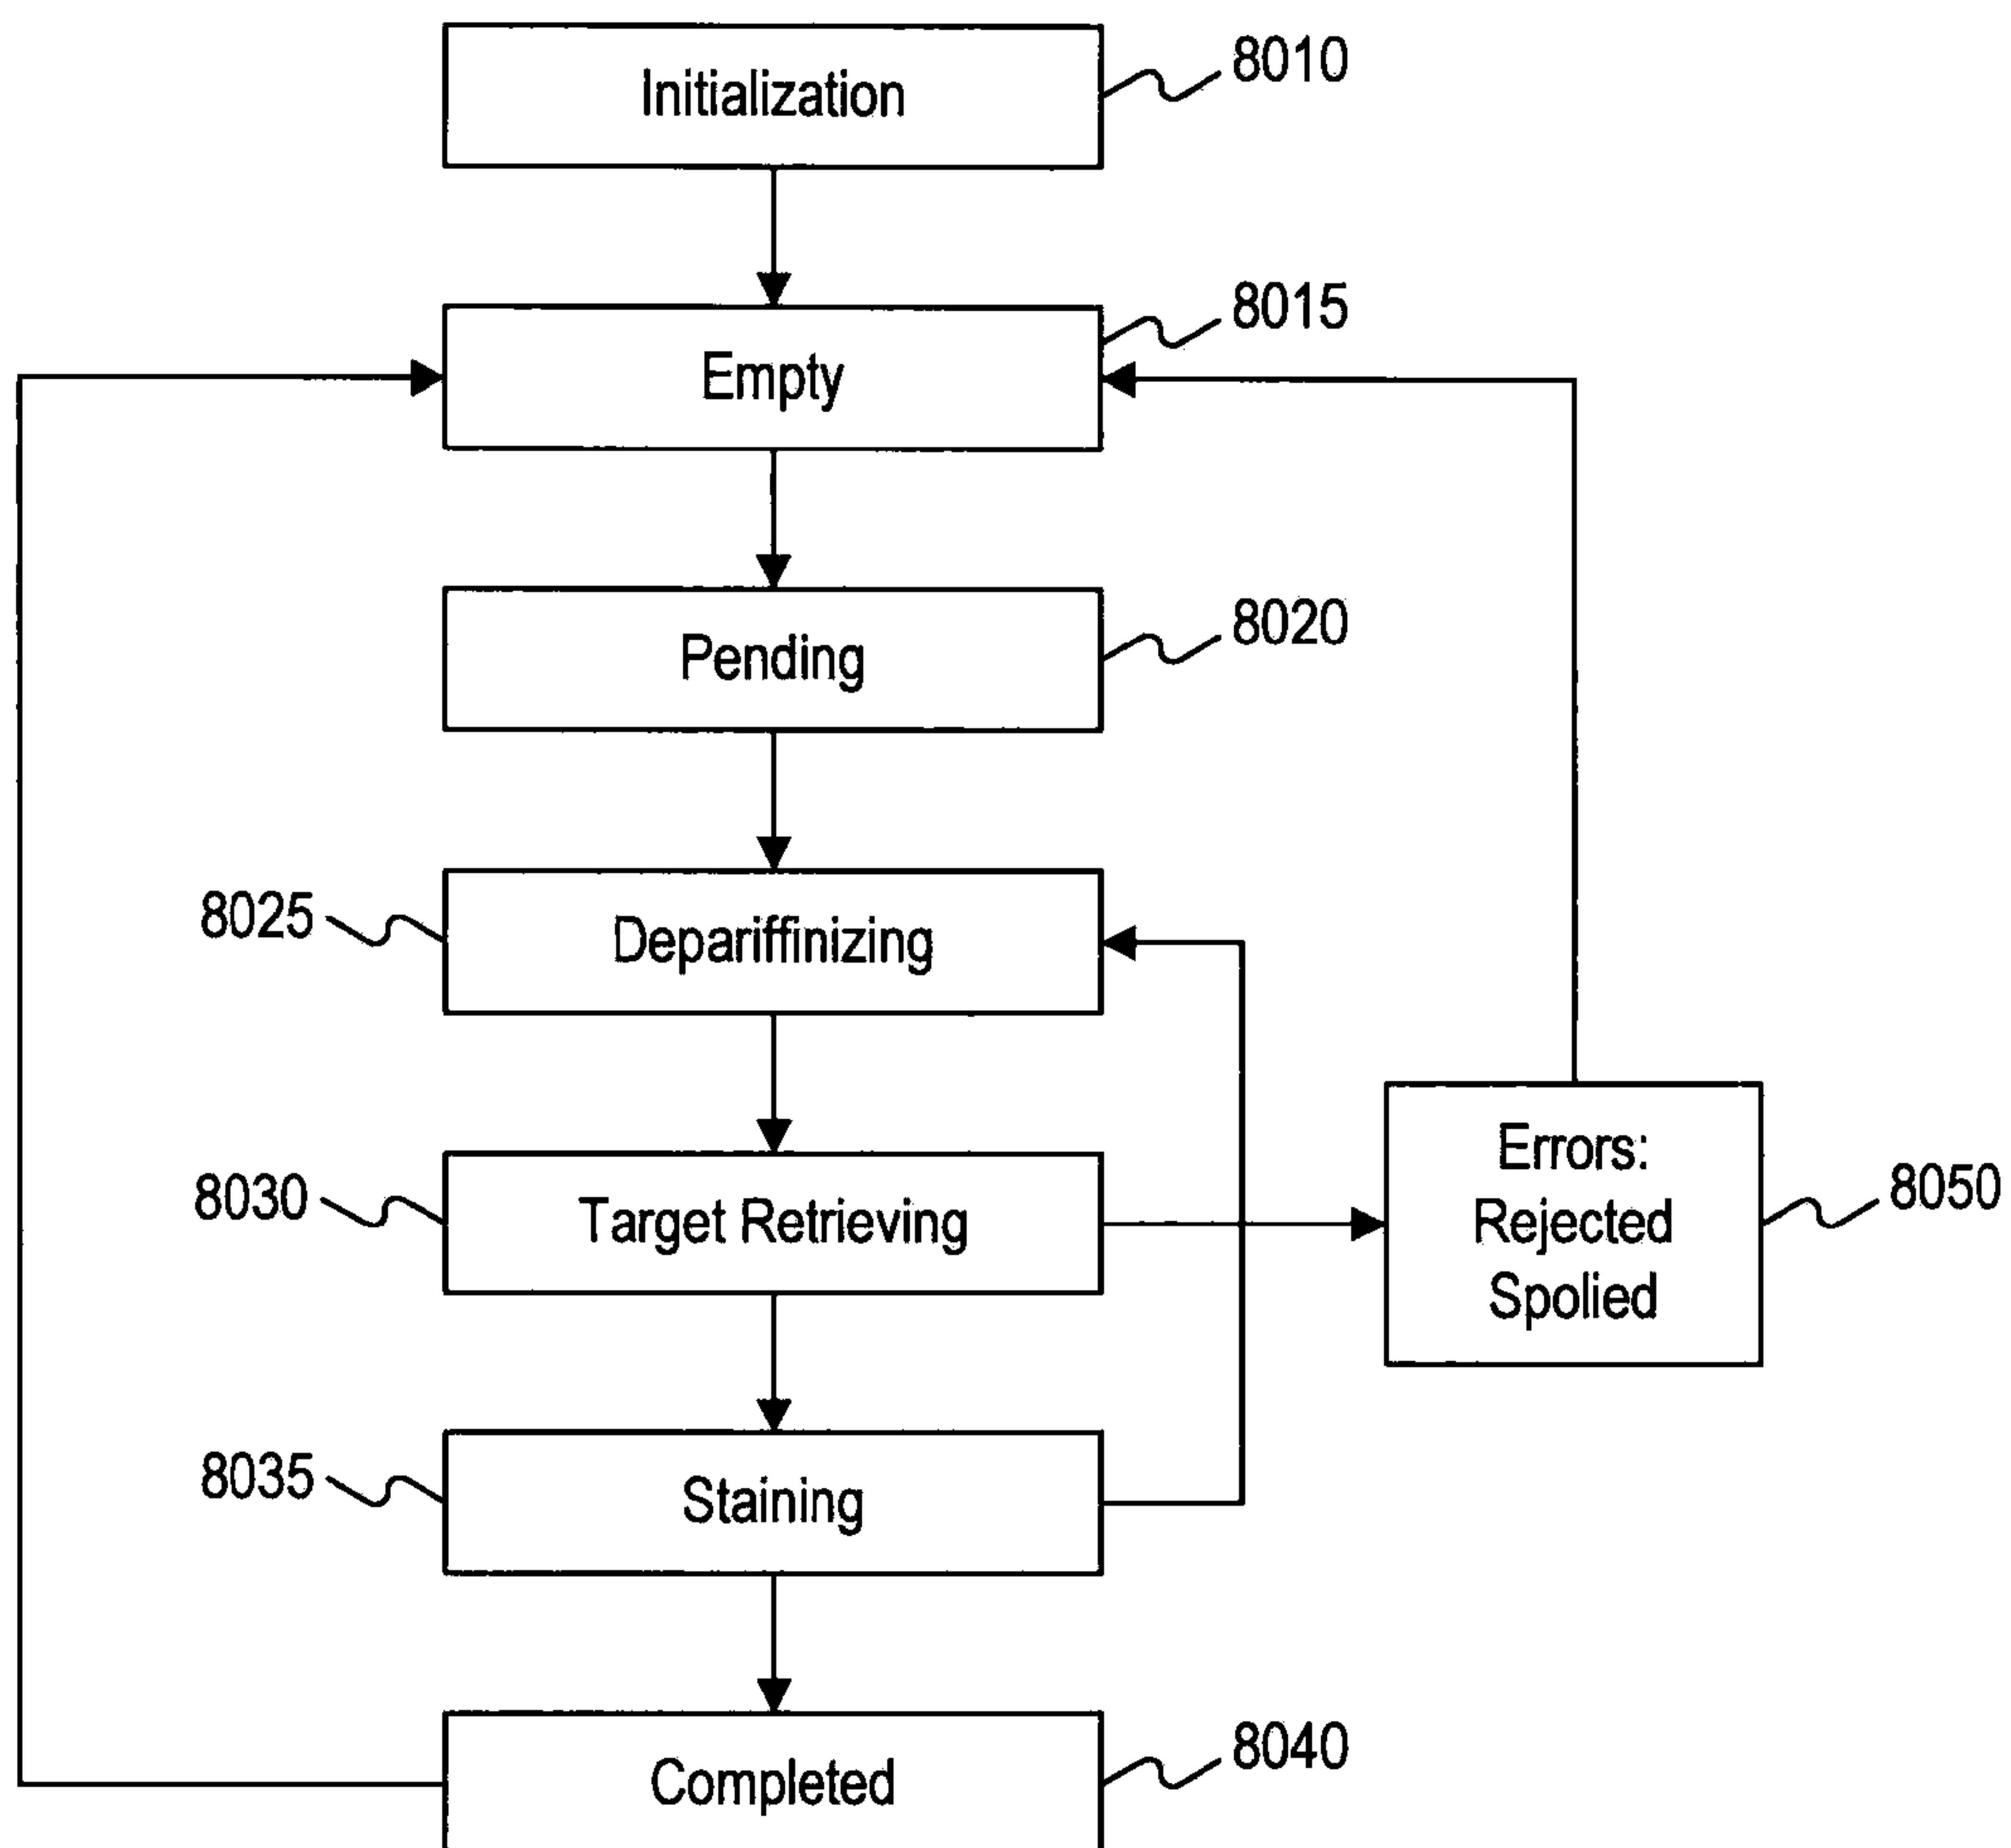 Initialization
8010
Empty
8015
Pending
8020
8025
Depariffinizing
8030
Target Retrieving
Errors:
Rejected
Spolied
8050
8035
Staining
Completed
8040